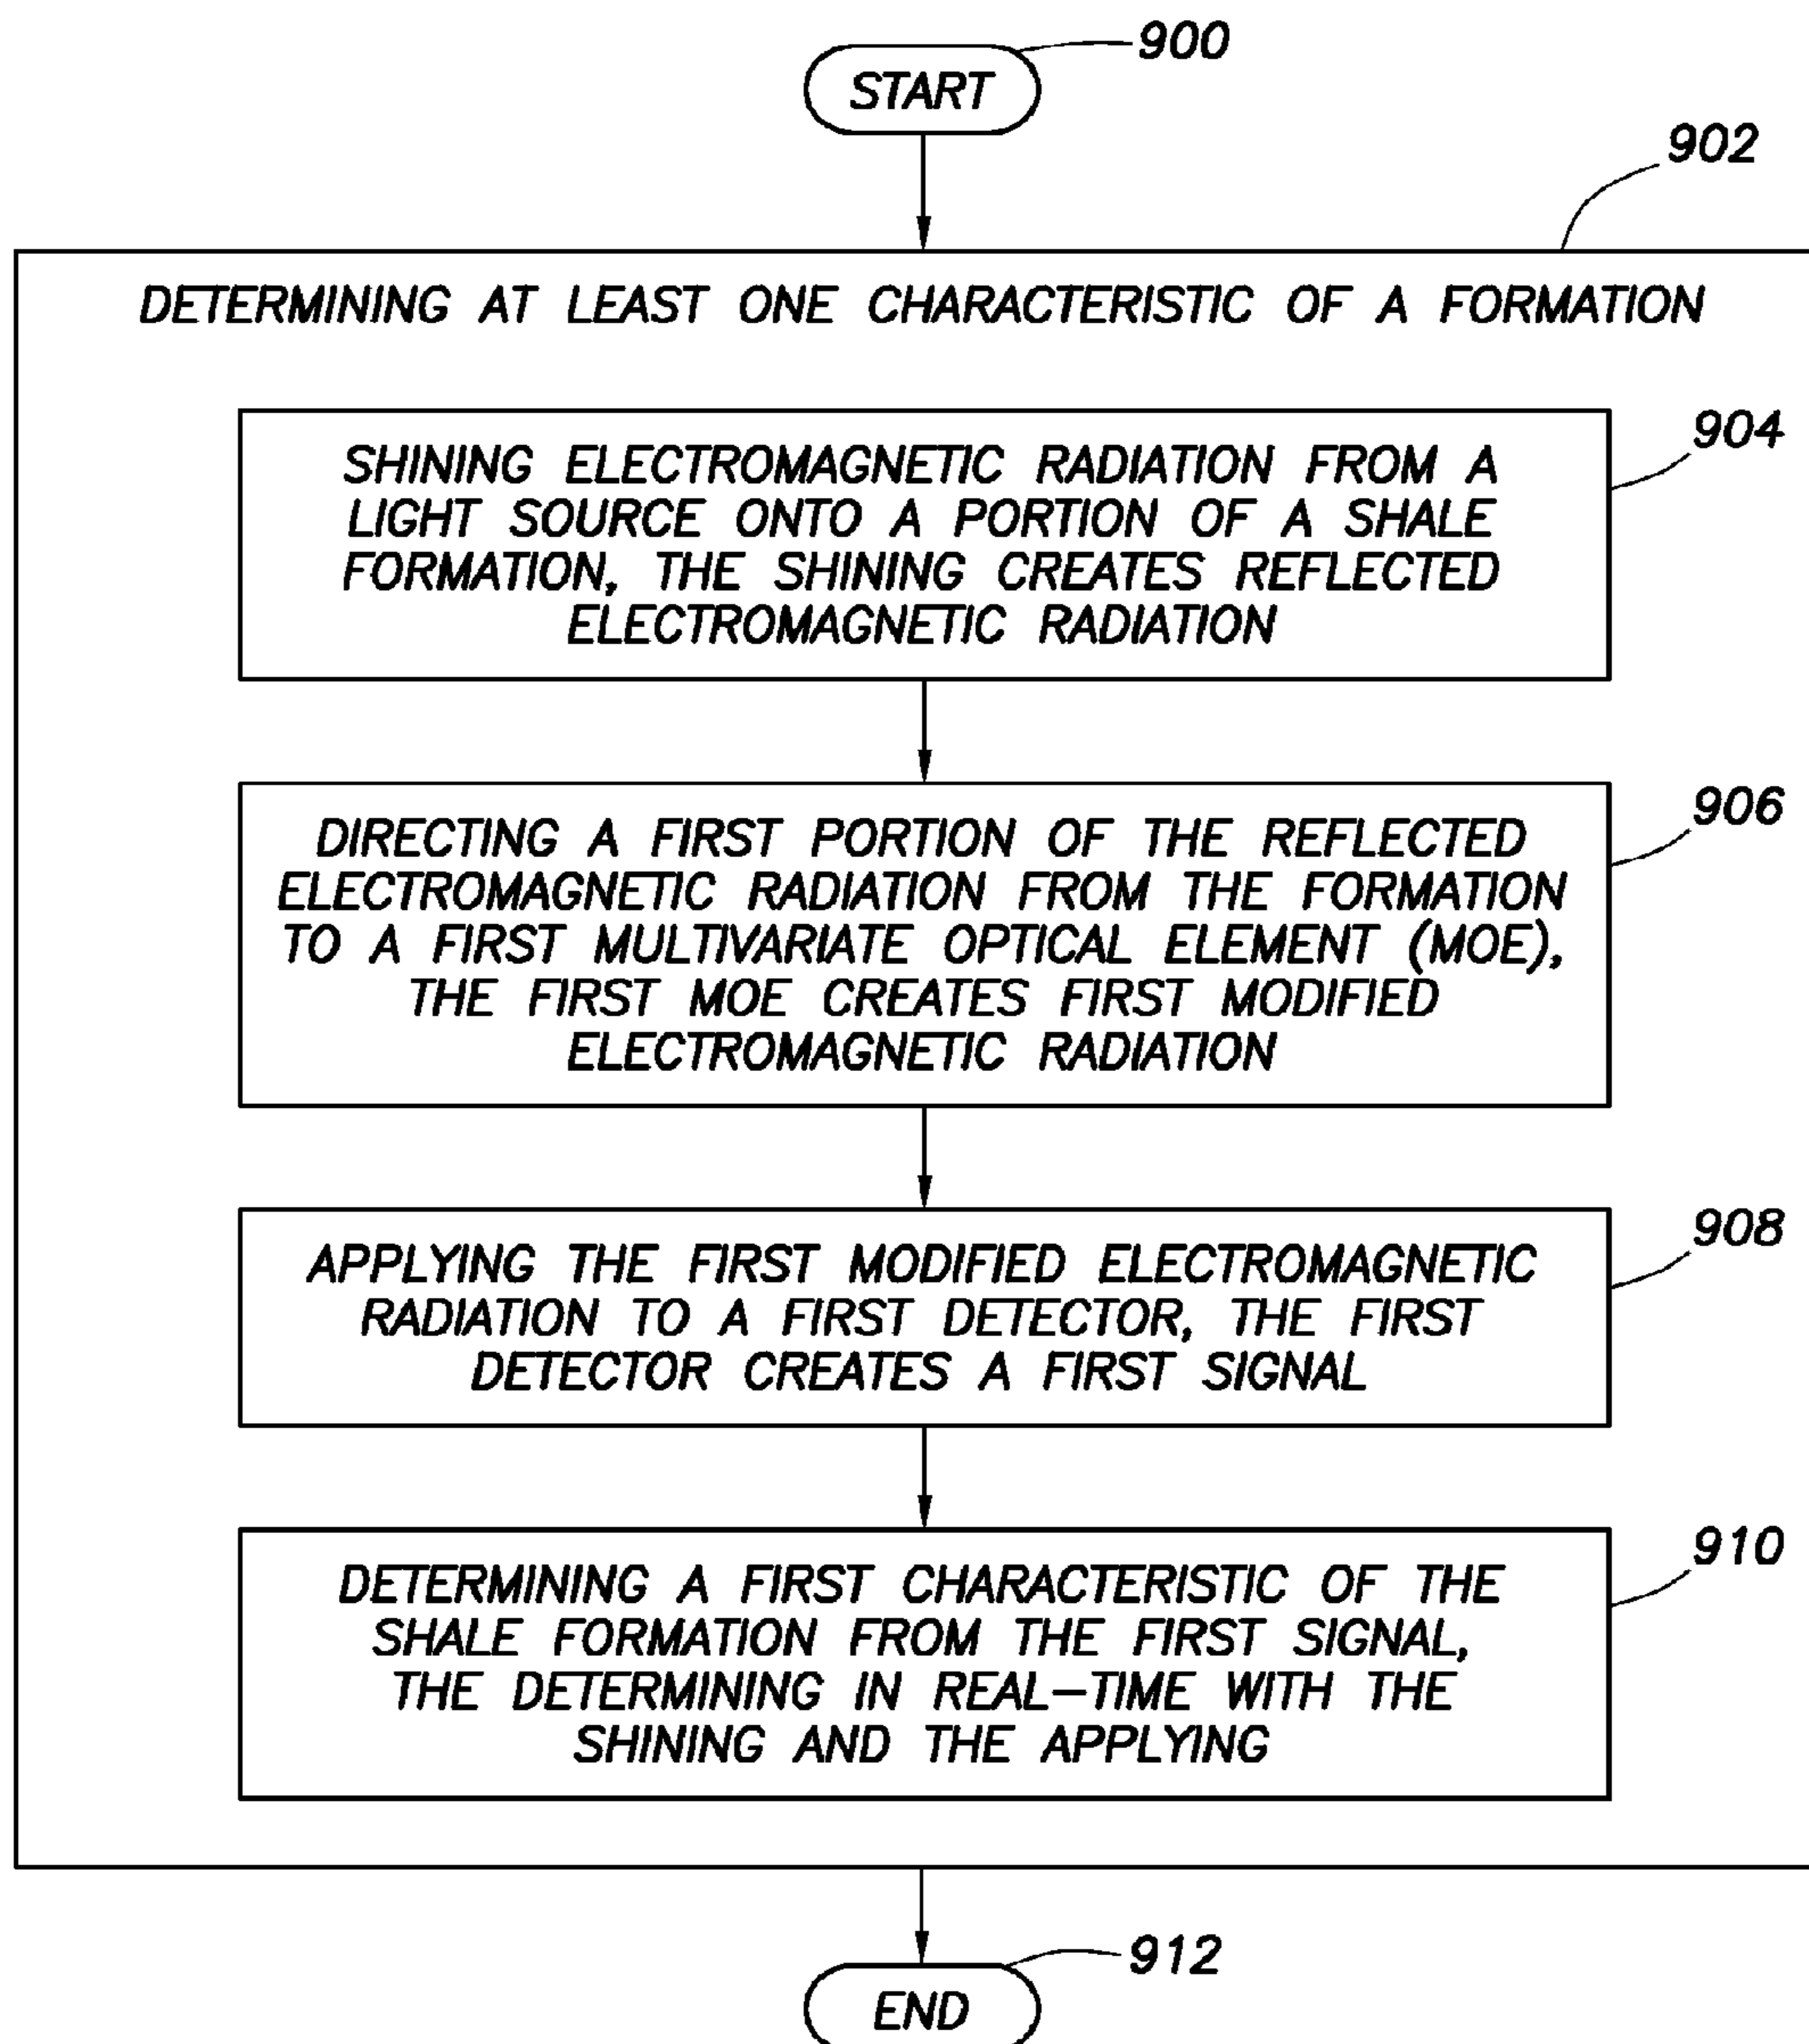 900
START
902
DETERMINING AT LEAST ONE CHARACTERISTIC OF A FORMATION
904
SHINING ELECTROMAGNETIC RADIATION FROM A
LIGHT SOURCE ONTO A PORTION OF A SHALE
FORMATION, THE SHINING CREATES REFLECTED
ELECTROMAGNETIC RADIATION
906
DIRECTING A FIRST PORTION OF THE REFLECTED
ELECTROMAGNETIC RADIATION FROM THE FORMATION
TO A FIRST MULTIVARIATE OPTICAL ELEMENT (MOE),
THE FIRST MOE CREATES FIRST MODIFIED
ELECTROMAGNETIC RADIATION
908
APPLYING THE FIRST MODIFIED ELECTROMAGNETIC
RADIATION TO A FIRST DETECTOR, THE FIRST
DETECTOR CREATES A FIRST SIGNAL
910
DETERMINING A FIRST CHARACTERISTIC OF THE
SHALE FORMATION FROM THE FIRST SIGNAL,
THE DETERMINING IN REAL-TIME WITH THE
SHINING AND THE APPLYING
912
END